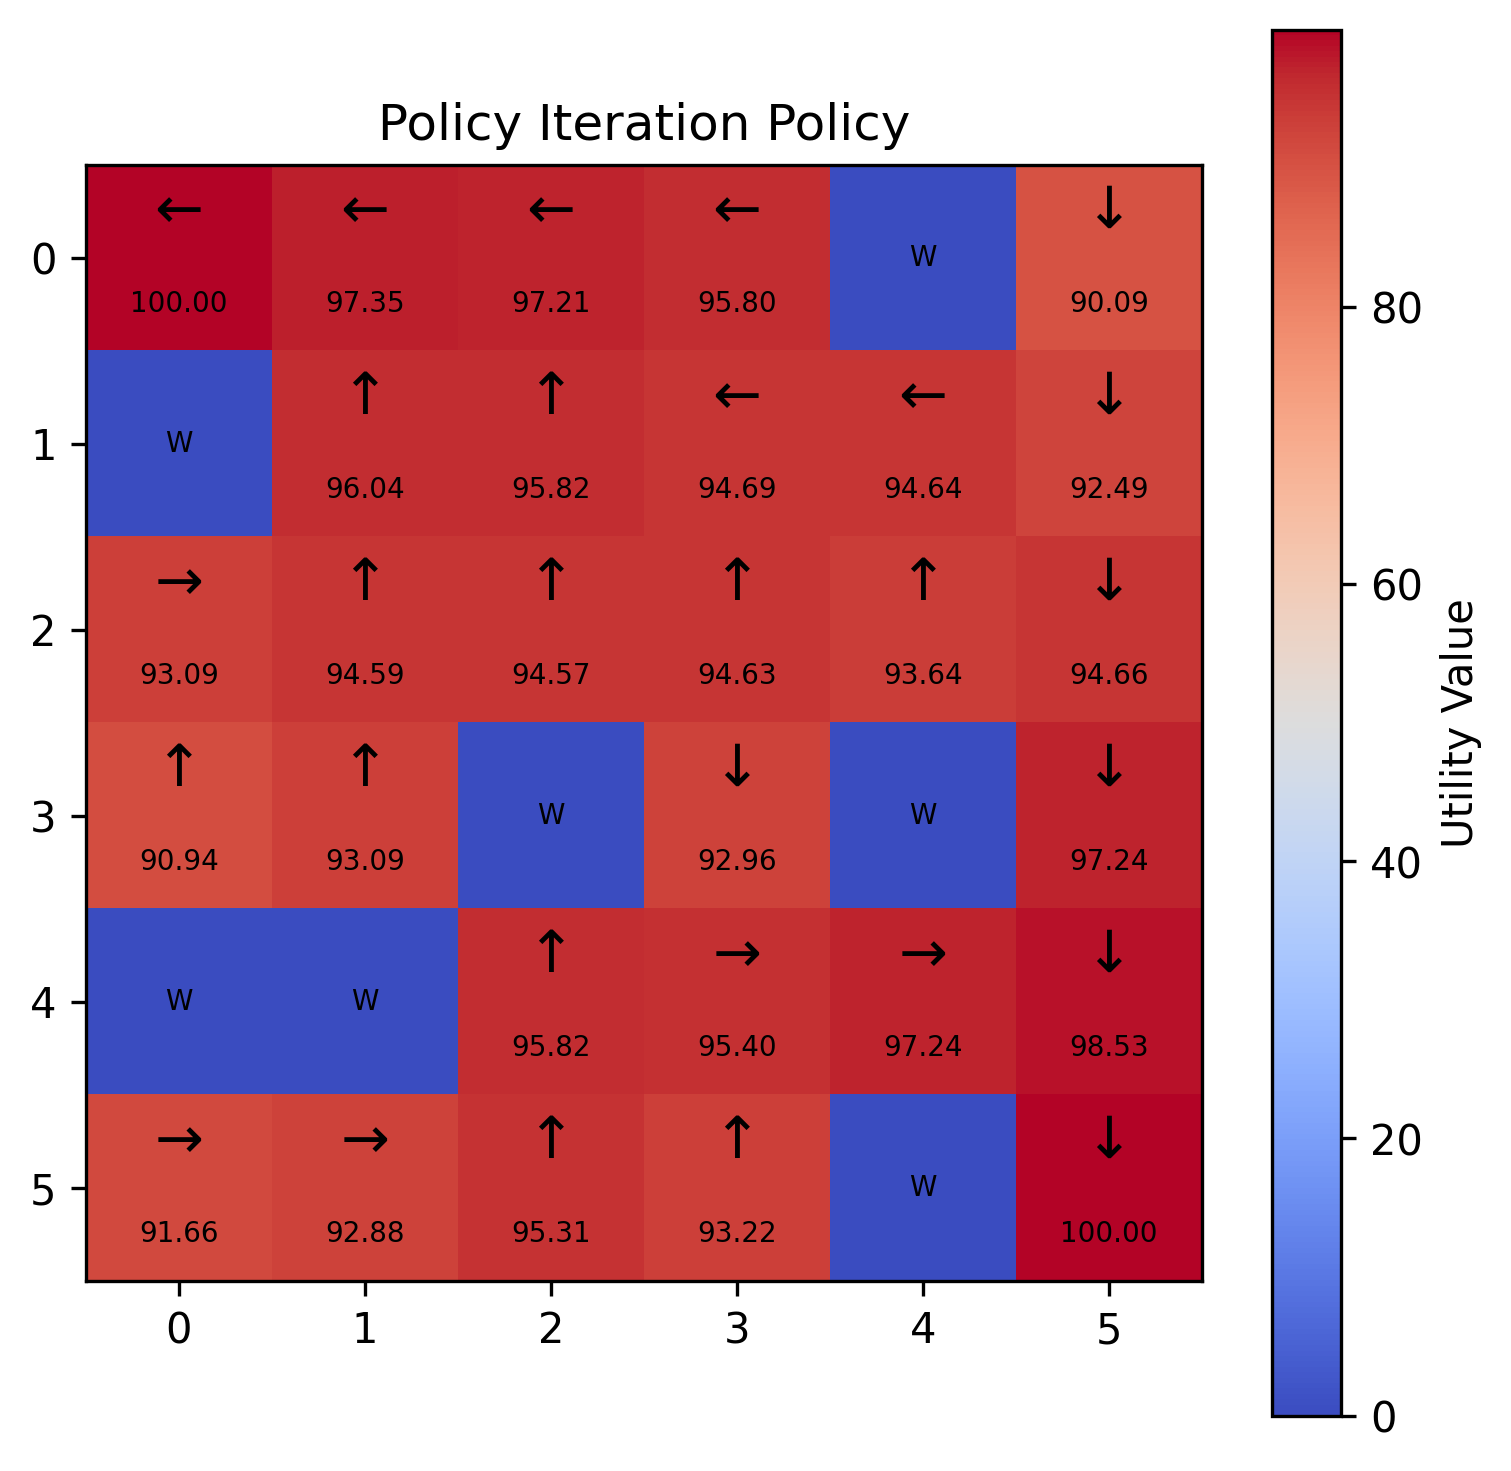 Policy Iteration Policy
0 ← ← ← ← W ↓
100.00 97.35 97.21 95.80 90.09
1 W ↑ ↑ ← ← ↓
96.04 95.82 94.69 94.64 92.49
2 → ↑ ↑ ↑ ↑ ↓
93.09 94.59 94.57 94.63 93.64 94.66
3 ↑ ↑ W ↓ W ↓
90.94 93.09 92.96 97.24
4 W W ↑ → → ↓
95.82 95.40 97.24 98.53
5 → → ↑ ↑ W ↓
91.66 92.88 95.31 93.22 100.00
0 1 2 3 4 5
80
60
40
20
0
Utility Value